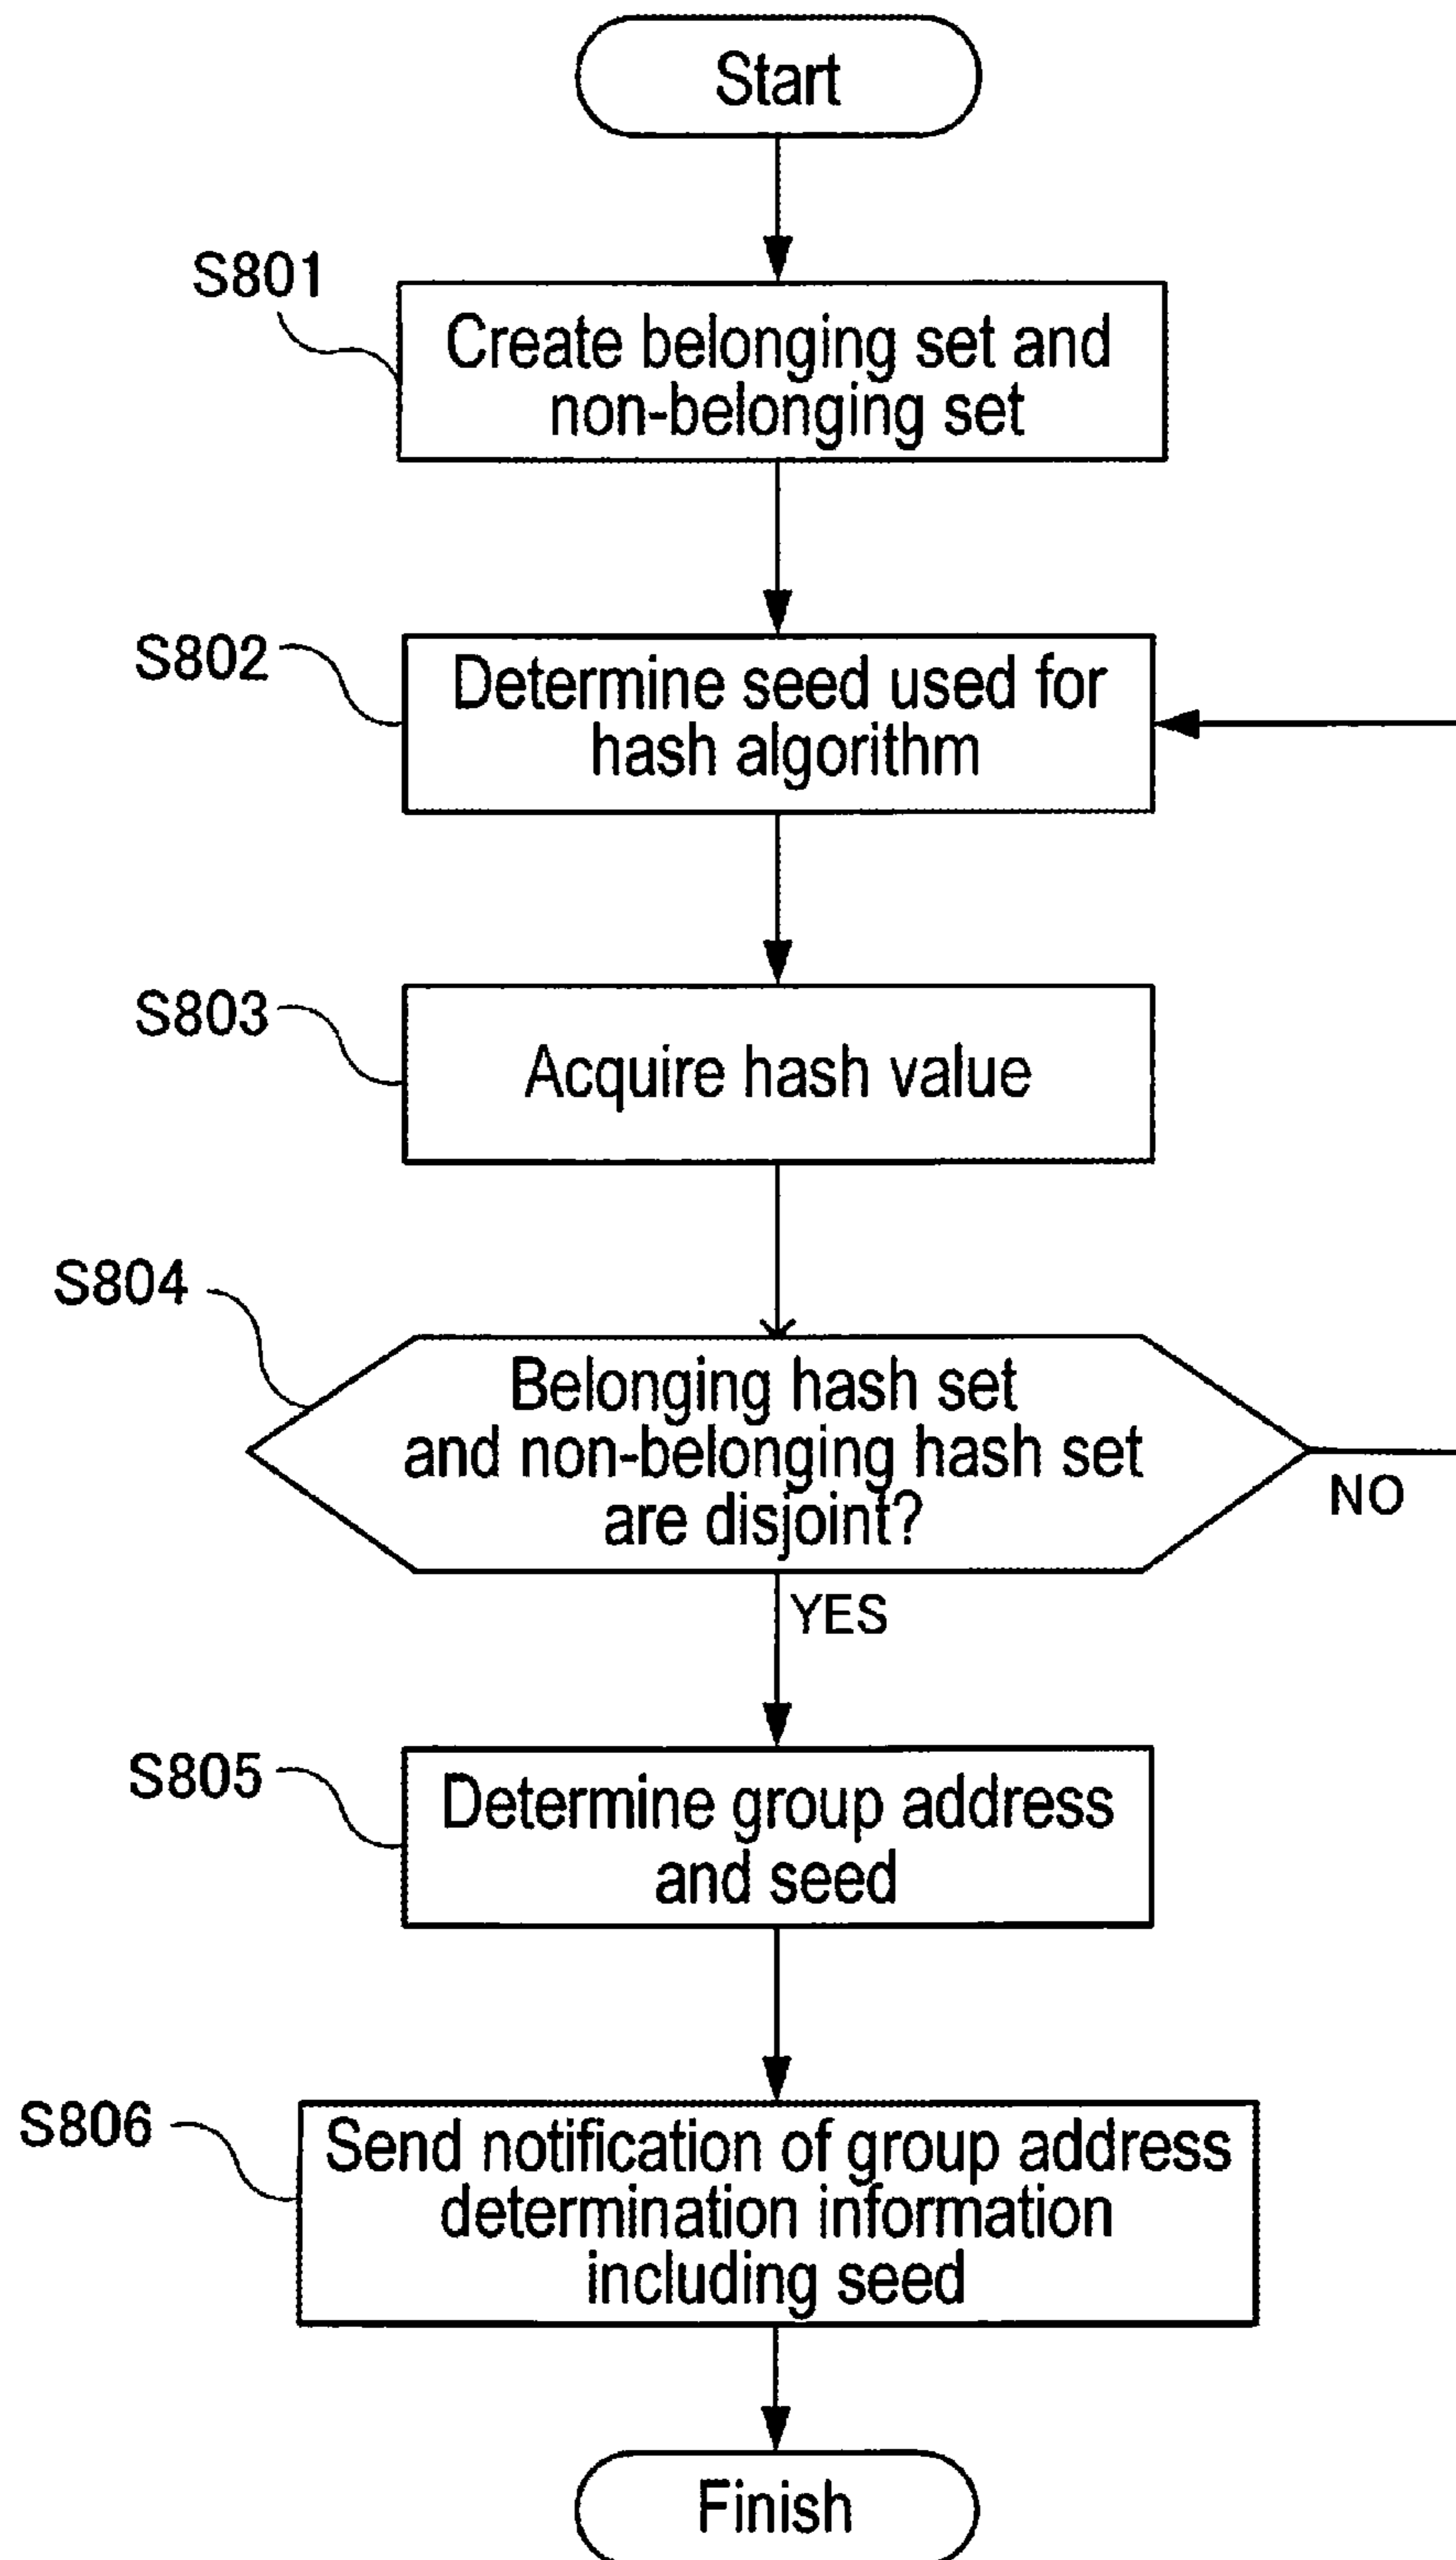 Start
S801
Create belonging set and
non-belonging set
S802
Determine seed used for
hash algorithm
S803
Acquire hash value
S804
Belonging hash set
and non-belonging hash set
are disjoint?
NO
YES
S805
Determine group address
and seed
S806
Send notification of group address
determination information
including seed
Finish